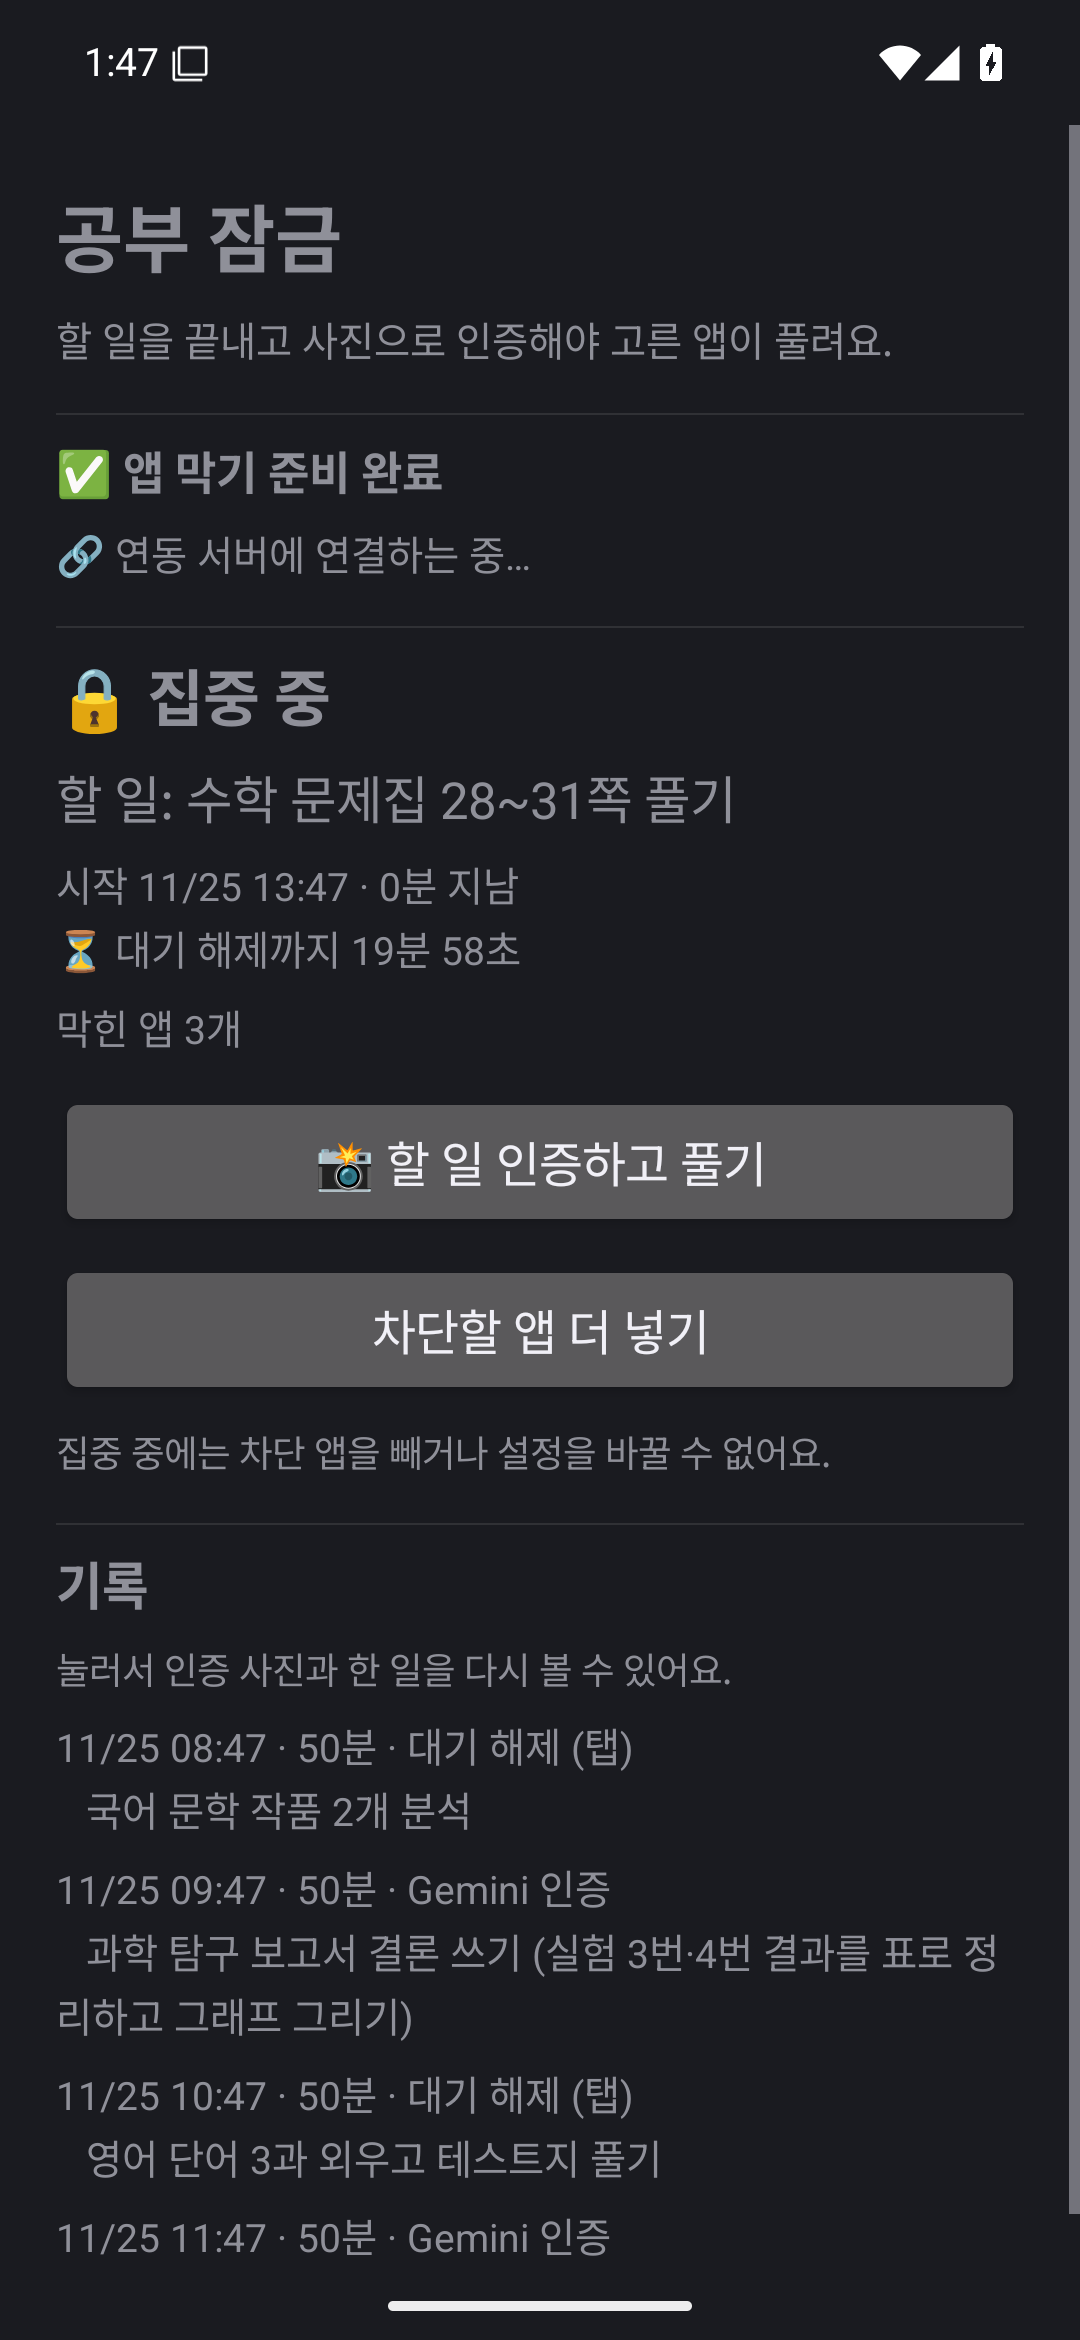 1:47
공부 잠금
할 일을 끝내고 사진으로 인증해야 고른 앱이 풀려요.
✅ 앱 막기 준비 완료
🔗 연동 서버에 연결하는 중…
🔒 집중 중
할 일: 수학 문제집 28~31쪽 풀기
시작 11/25 13:47 · 0분 지남
⏳ 대기 해제까지 19분 58초
막힌 앱 3개
📸 할 일 인증하고 풀기
차단할 앱 더 넣기
집중 중에는 차단 앱을 빼거나 설정을 바꿀 수 없어요.
기록
눌러서 인증 사진과 한 일을 다시 볼 수 있어요.
11/25 08:47 · 50분 · 대기 해제 (탭)
국어 문학 작품 2개 분석
11/25 09:47 · 50분 · Gemini 인증
과학 탐구 보고서 결론 쓰기 (실험 3번·4번 결과를 표로 정
리하고 그래프 그리기)
11/25 10:47 · 50분 · 대기 해제 (탭)
영어 단어 3과 외우고 테스트지 풀기
11/25 11:47 · 50분 · Gemini 인증